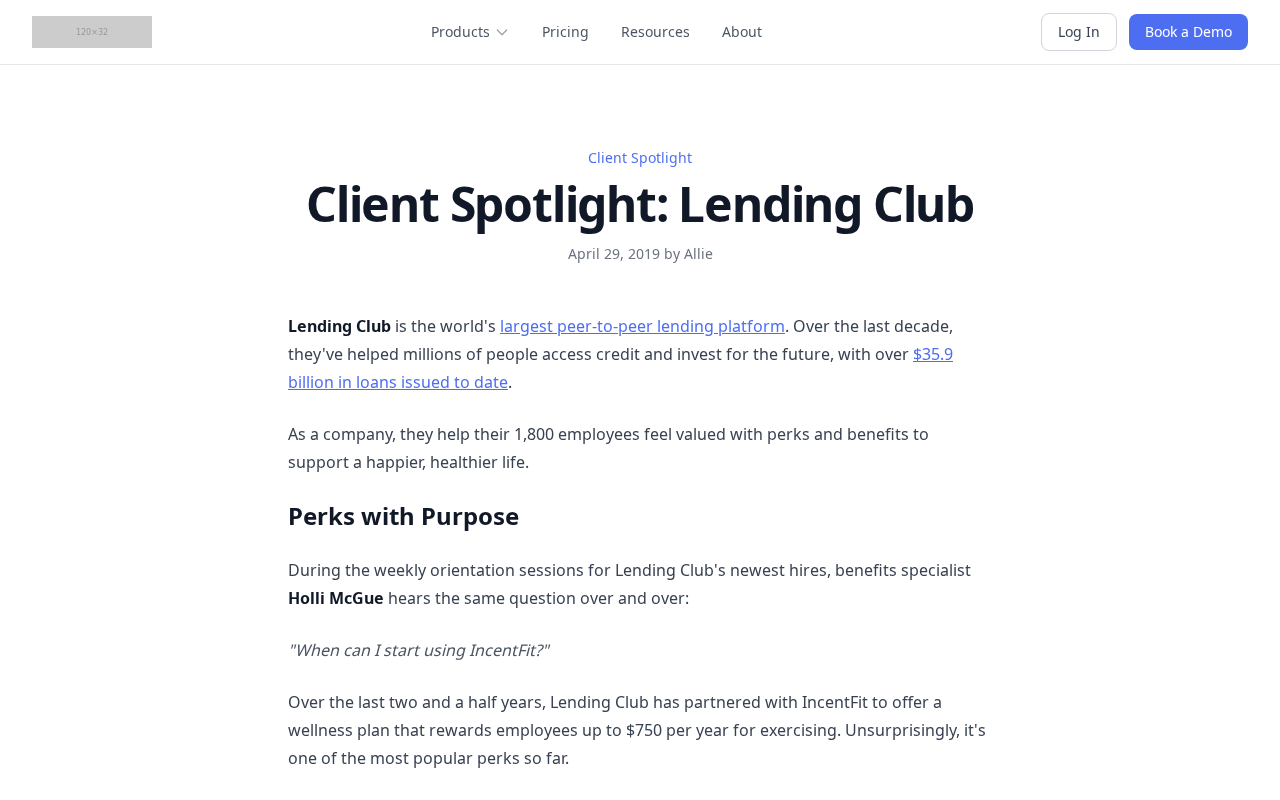 120×32
Products
Pricing
Resources
About
Log In
Book a Demo
Client Spotlight
Client Spotlight: Lending Club
April 29, 2019 by Allie
Lending Club is the world's largest peer-to-peer lending platform. Over the last decade,
they've helped millions of people access credit and invest for the future, with over $35.9
billion in loans issued to date.
As a company, they help their 1,800 employees feel valued with perks and benefits to
support a happier, healthier life.
Perks with Purpose
During the weekly orientation sessions for Lending Club's newest hires, benefits specialist
Holli McGue hears the same question over and over:
"When can I start using IncentFit?"
Over the last two and a half years, Lending Club has partnered with IncentFit to offer a
wellness plan that rewards employees up to $750 per year for exercising. Unsurprisingly, it's
one of the most popular perks so far.